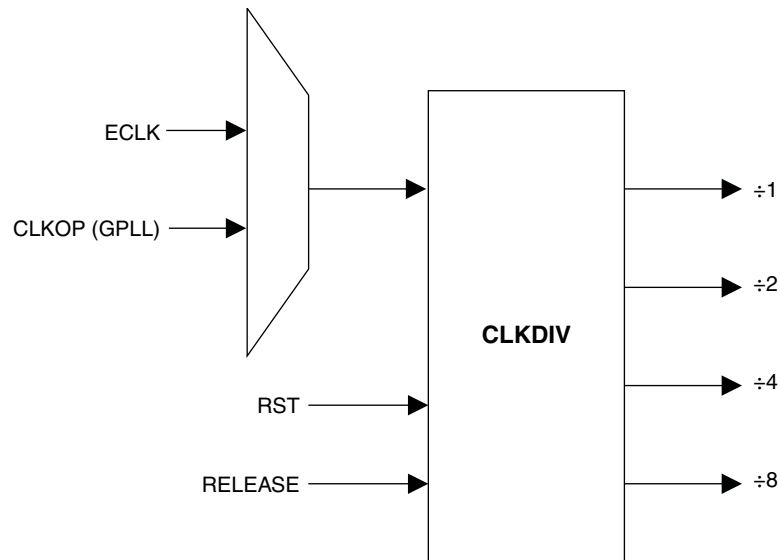 ECLK
CLKOP (GPLL)
RST
RELEASE
CLKDIV
÷1
÷2
÷4
÷8